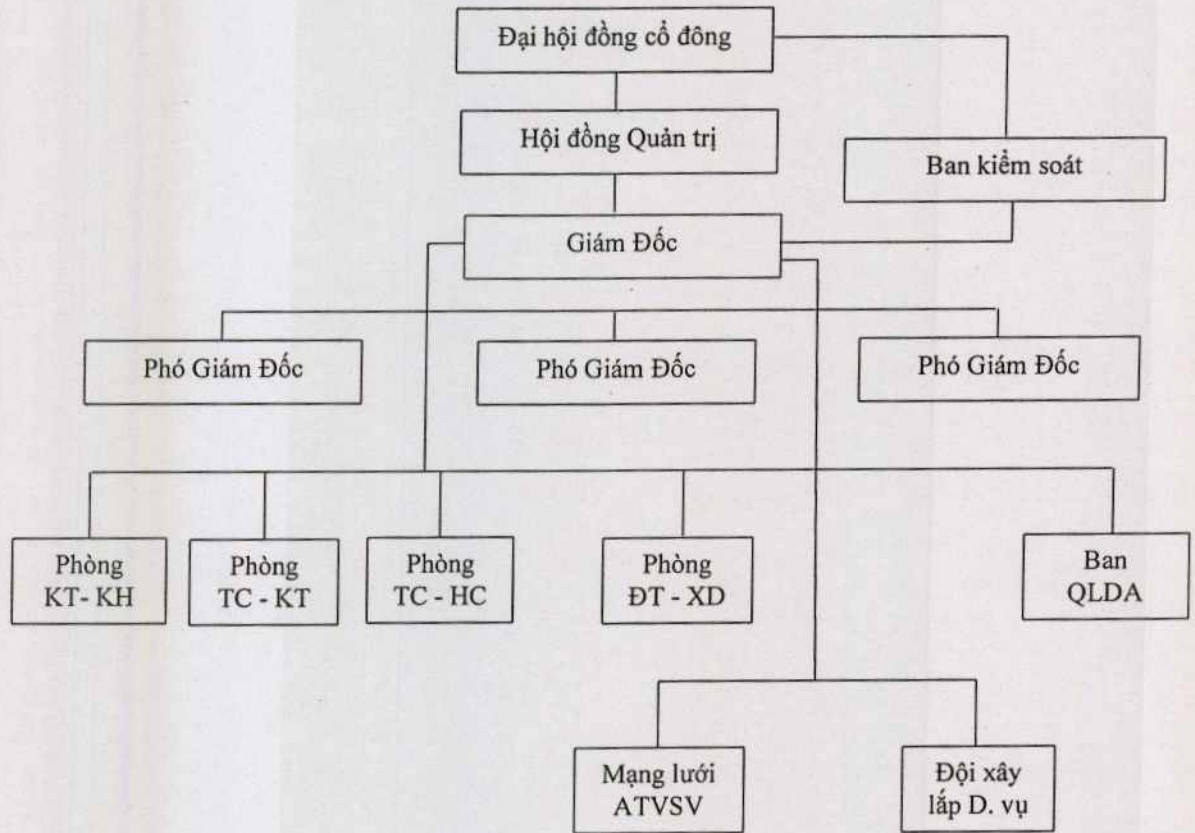 Đại hội đồng cổ đông
Hội đồng Quản trị
Ban kiểm soát
Giám Đốc
Phó Giám Đốc
Phó Giám Đốc
Phó Giám Đốc
Phòng
KT- KH
Phòng
TC - KT
Phòng
TC - HC
Phòng
ĐT - XD
Ban
QLDA
Mạng lưới
ATVSV
Đội xây
lắp D. vụ